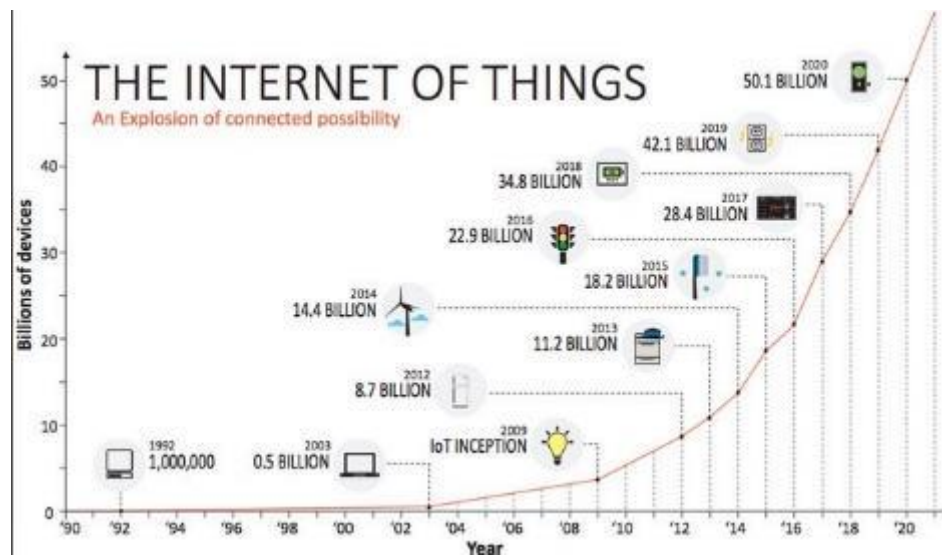 THE INTERNET OF THINGS
An Explosion of connected possibility
Billions of devices
50
40
30
20
10
0
1992
1,000,000
2003
0.5 BILLION
2009
IoT INCEPTION
2012
8.7 BILLION
2013
11.2 BILLION
2014
14.4 BILLION
2015
18.2 BILLION
2016
22.9 BILLION
2017
28.4 BILLION
2018
34.8 BILLION
2019
42.1 BILLION
2020
50.1 BILLION
'90 '92 '94 '96 '98 '00 '02 '04 '06 '08 '10 '12 '14 '16 '18 '20
Year